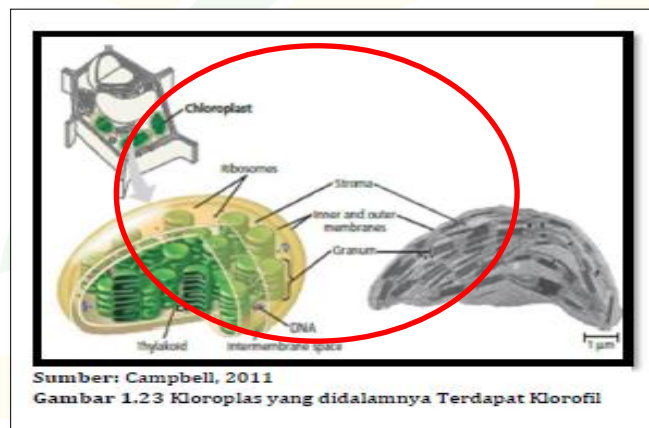 Chloroplast
Ribosomes
Stroma
Inner and outer
membranes
Granum
DNA
Thylakoid
Intermembrane space
1 µm
Sumber: Campbell, 2011
Gambar 1.23 Kloroplas yang didalamnya Terdapat Klorofil